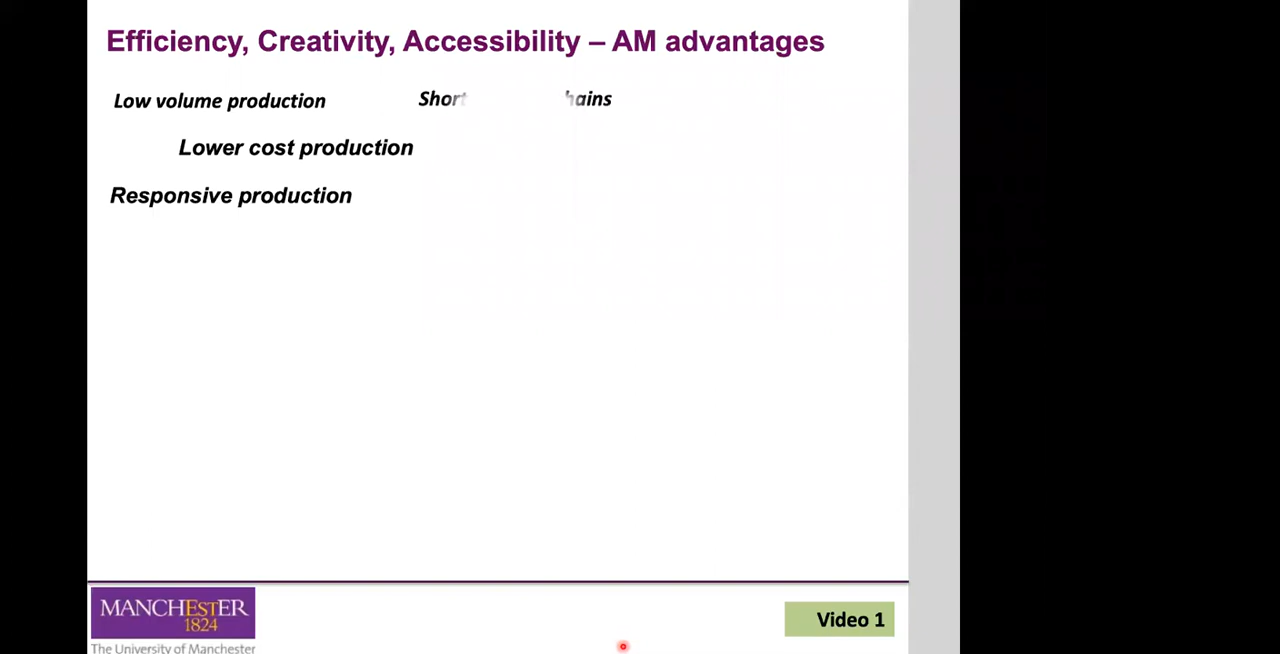 Efficiency, Creativity, Accessibility – AM advantages
Low volume production
Short hains
Lower cost production
Responsive production
MANCHESTER
1824
The University of Manchester
Video 1